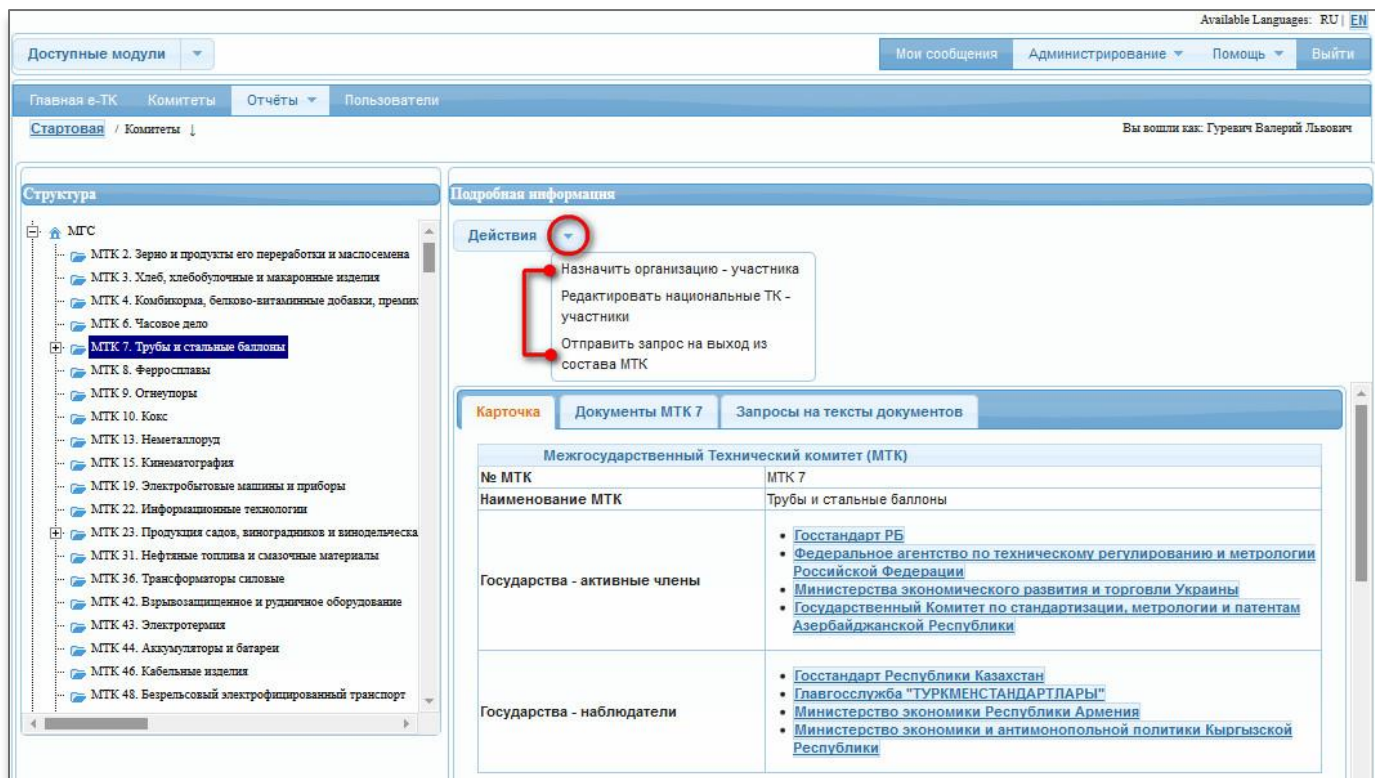 Available Languages: RU | EN
Доступные модули
Мои сообщения Администрирование Помощь Выйти
Главная е-ТК Комитеты Отчёты Пользователи
Стартовая / Комитеты ↓
Вы вошли как: Гуревич Валерий Львович
Структура
МГС
МТК 2. Зерно и продукты его переработки и маслосемена
МТК 3. Хлеб, хлебобулочные и макаронные изделия
МТК 4. Комбикорма, белково-витаминные добавки, премик
МТК 6. Часовое дело
МТК 7. Трубы и стальные баллоны
МТК 8. Ферросплавы
МТК 9. Огнеупоры
МТК 10. Кокс
МТК 13. Неметаллоруд
МТК 15. Кинематография
МТК 19. Электробытовые машины и приборы
МТК 22. Информационные технологии
МТК 23. Продукция садов, виноградников и винодельческа
МТК 31. Нефтяные топлива и смазочные материалы
МТК 36. Трансформаторы силовые
МТК 42. Взрывозащищенное и рудничное оборудование
МТК 43. Электротермия
МТК 44. Аккумуляторы и батареи
МТК 46. Кабельные изделия
МТК 48. Безрельсовый электрофицированный транспорт
Подробная информация
Действия
Назначить организацию - участника
Редактировать национальные ТК -
участники
Отправить запрос на выход из
состава МТК
Карточка Документы МТК 7 Запросы на тексты документов
Межгосударственный Технический комитет (МТК)
№ МТК МТК 7
Наименование МТК Трубы и стальные баллоны
Государства - активные члены
Госстандарт РБ
Федеральное агентство по техническому регулированию и метрологии
Российской Федерации
Министерства экономического развития и торговли Украины
Государственный Комитет по стандартизации, метрологии и патентам
Азербайджанской Республики
Государства - наблюдатели
Госстандарт Республики Казахстан
Главгосслужба "ТУРКМЕНСТАНДАРТЛАРЫ"
Министерство экономики Республики Армения
Министерство экономики и антимонопольной политики Кыргызской
Республики